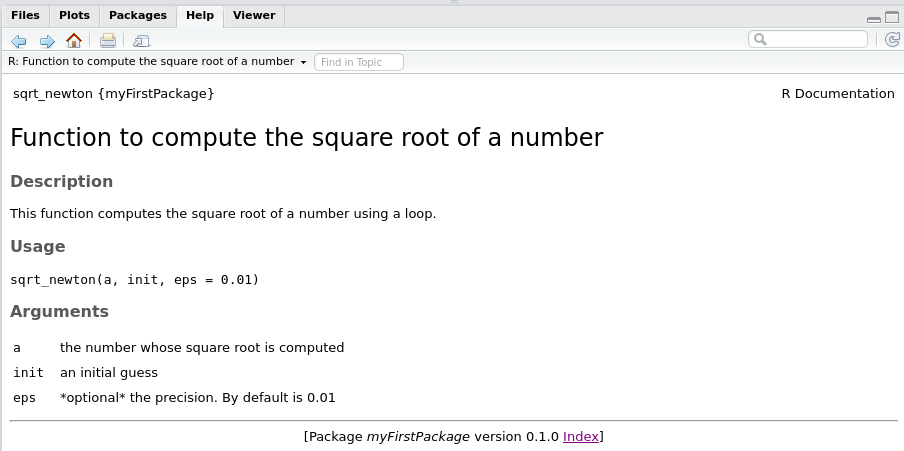 Files Plots Packages Help Viewer
R: Function to compute the square root of a number Find in Topic
sqrt_newton {myFirstPackage} R Documentation
Function to compute the square root of a number
Description
This function computes the square root of a number using a loop.
Usage
sqrt_newton(a, init, eps = 0.01)
Arguments
a the number whose square root is computed
init an initial guess
eps *optional* the precision. By default is 0.01
[Package myFirstPackage version 0.1.0 Index]